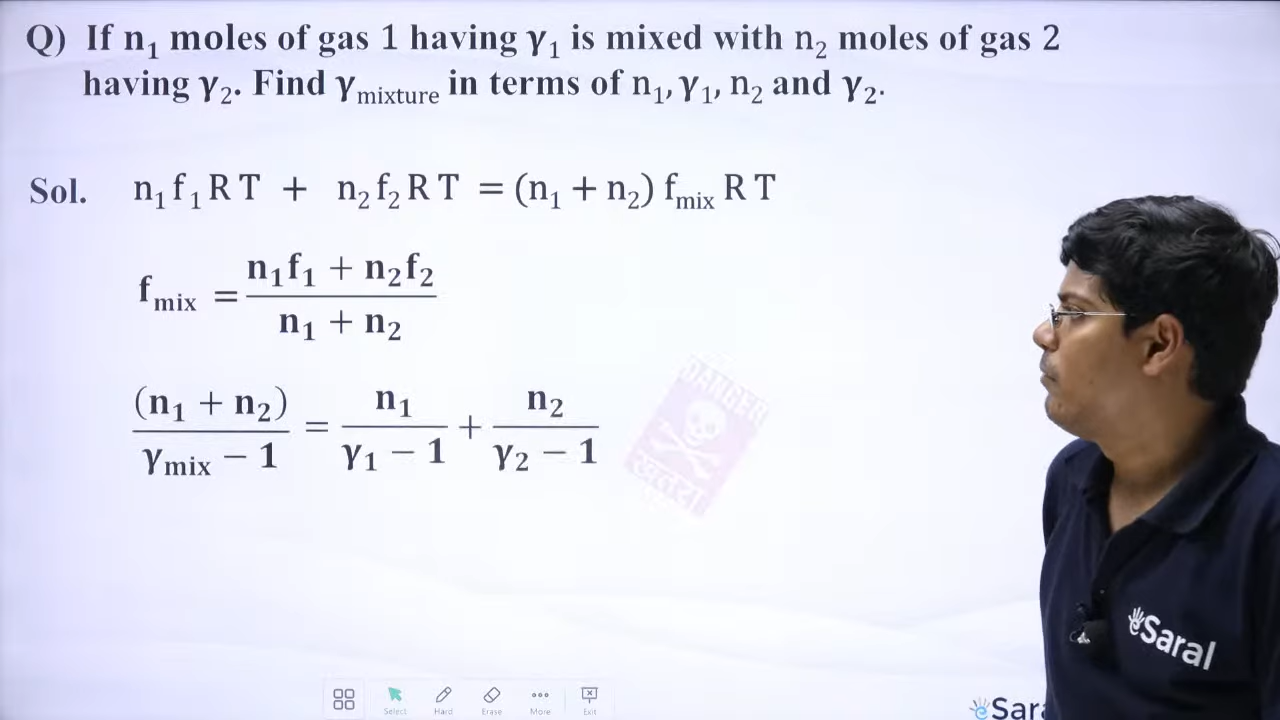 Q) If n₁ moles of gas 1 having γ₁ is mixed with n₂ moles of gas 2
having γ₂. Find γ_mixture in terms of n₁, γ₁, n₂ and γ₂.
Sol. n₁f₁RT + n₂f₂RT = (n₁ + n₂) f_mix RT
f_mix = (n₁f₁ + n₂f₂) / (n₁ + n₂)
(n₁ + n₂) / (γ_mix − 1) = n₁ / (γ₁ − 1) + n₂ / (γ₂ − 1)
DANGER
खतरा
eSaral
Select Hard Erase More Exit